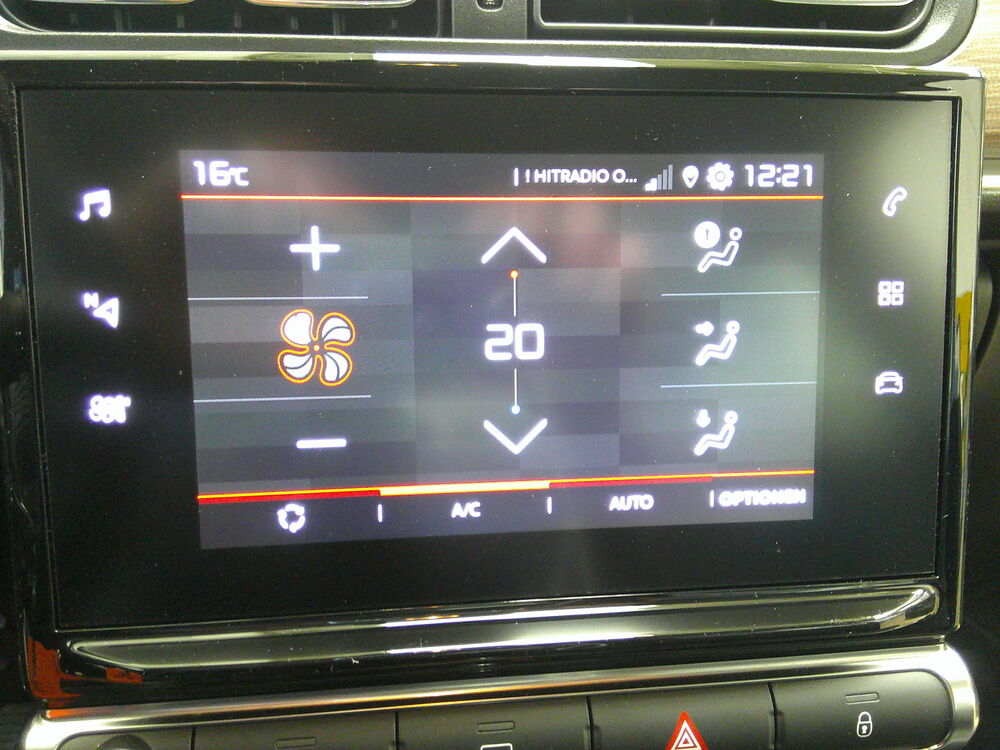 16°C | ! HITRADIO O... 12:21
N
20
A/C AUTO OPTIONEN